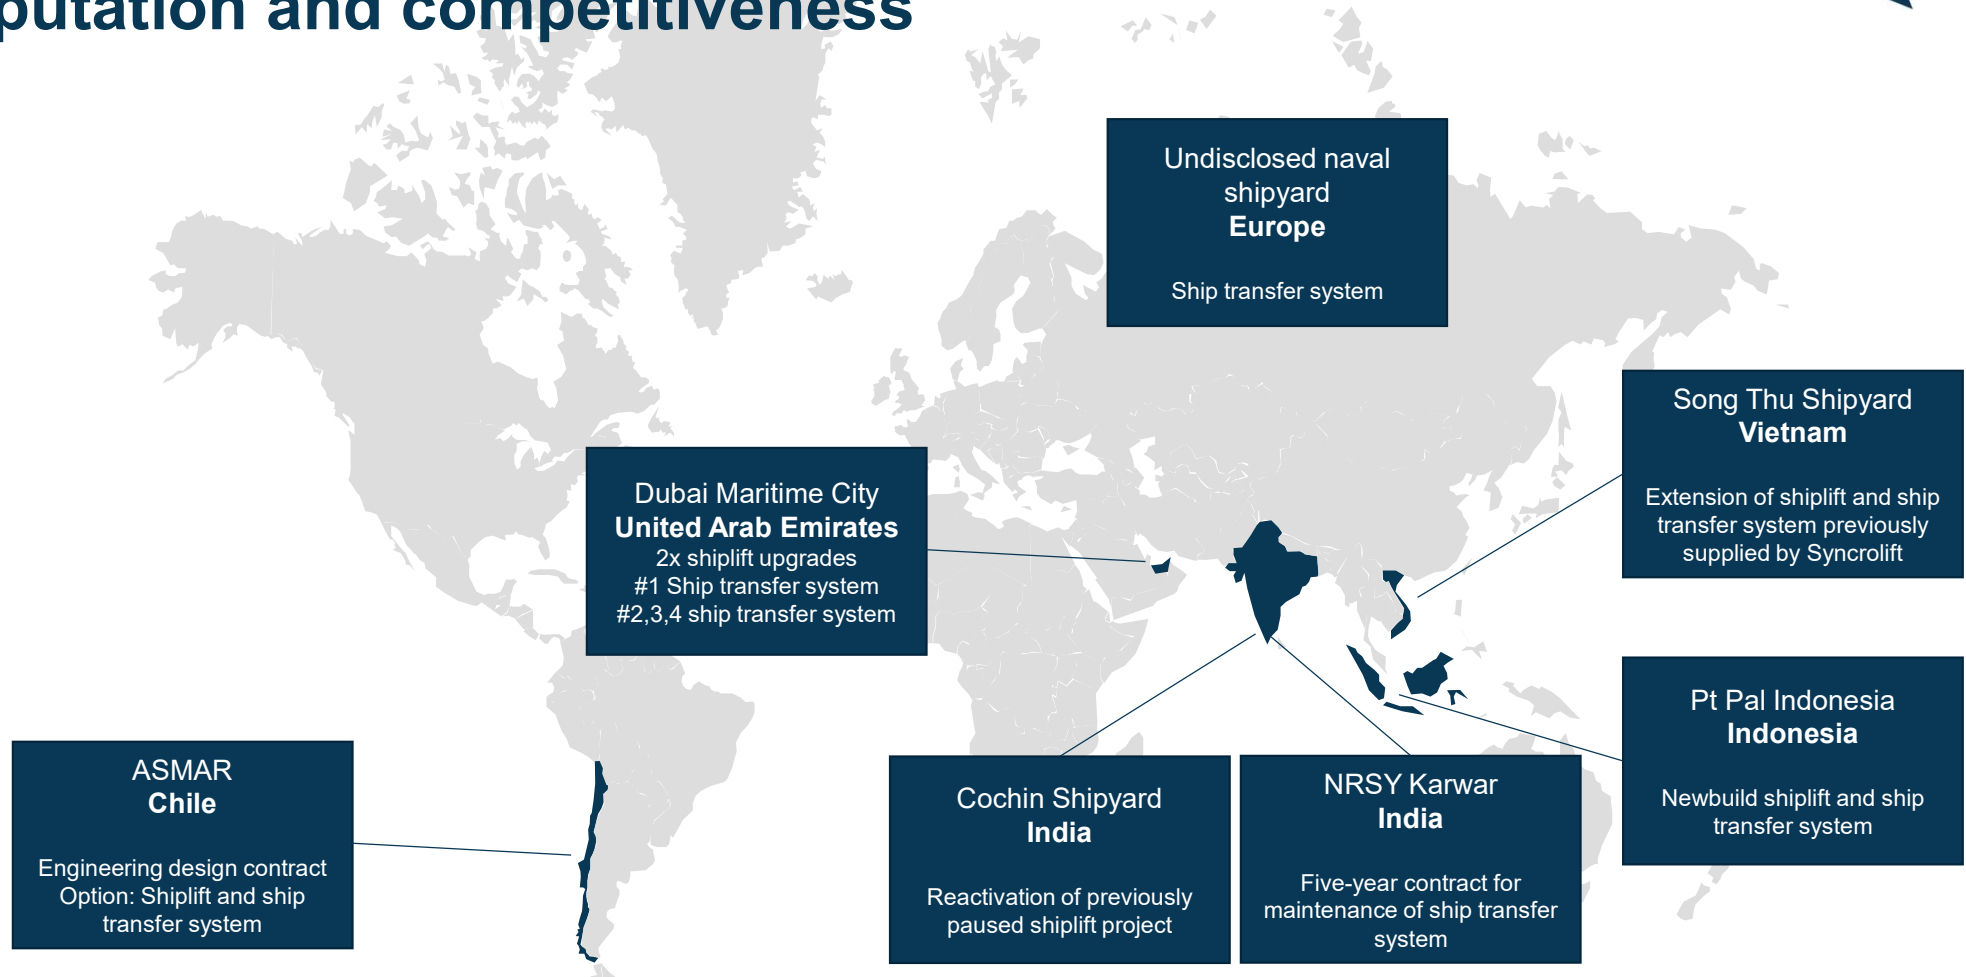 putation and competitiveness
Undisclosed naval
shipyard
Europe
Ship transfer system
Song Thu Shipyard
Vietnam
Extension of shiplift and ship
transfer system previously
supplied by Syncrolift
Dubai Maritime City
United Arab Emirates
2x shiplift upgrades
#1 Ship transfer system
#2,3,4 ship transfer system
Pt Pal Indonesia
Indonesia
Newbuild shiplift and ship
transfer system
ASMAR
Chile
Engineering design contract
Option: Shiplift and ship
transfer system
Cochin Shipyard
India
Reactivation of previously
paused shiplift project
NRSY Karwar
India
Five-year contract for
maintenance of ship transfer
system